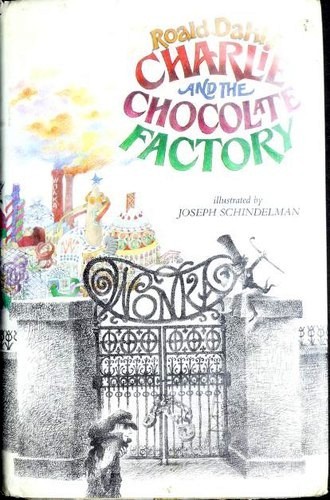 Roald Dahl
CHARLIE
AND THE
CHOCOLATE
FACTORY
illustrated by
JOSEPH SCHINDELMAN
WONKA